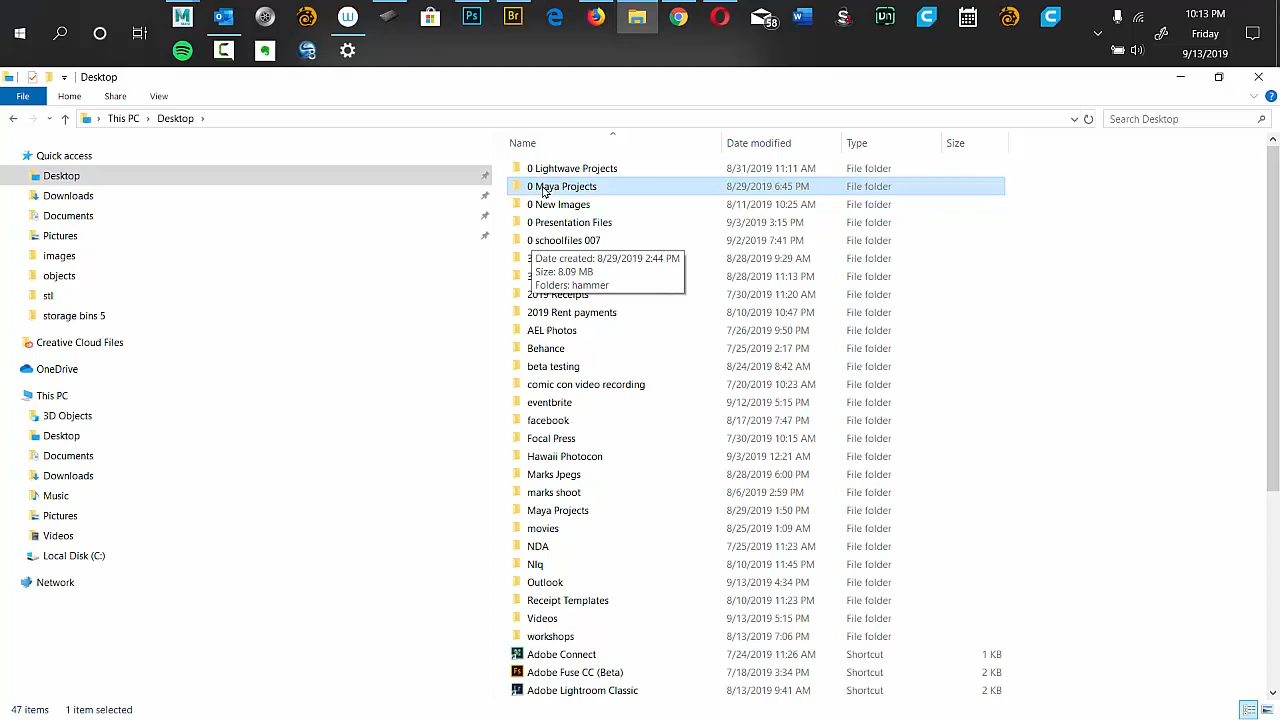 M
W
Ps
Br
58
W
S
Dn
C
C
10:13 PM
Friday
9/13/2019
Desktop
File
Home
Share
View
This PC
Desktop
Search Desktop
Name
Date modified
Type
Size
Quick access
Desktop
Downloads
Documents
Pictures
images
objects
stl
storage bins 5
Creative Cloud Files
OneDrive
This PC
3D Objects
Desktop
Documents
Downloads
Music
Pictures
Videos
Local Disk (C:)
Network
0 Lightwave Projects 8/31/2019 11:11 AM File folder
0 Maya Projects 8/29/2019 6:45 PM File folder
0 New Images 8/11/2019 10:25 AM File folder
0 Presentation Files 9/3/2019 3:15 PM File folder
0 schoolfiles 007 9/2/2019 7:41 PM File folder
3 8/28/2019 9:29 AM File folder
3 8/28/2019 11:13 PM File folder
Date created: 8/29/2019 2:44 PM
Size: 8.09 MB
Folders: hammer
2019 Receipts 7/30/2019 11:20 AM File folder
2019 Rent payments 8/10/2019 10:47 PM File folder
AEL Photos 7/26/2019 9:50 PM File folder
Behance 7/25/2019 2:17 PM File folder
beta testing 8/24/2019 8:42 AM File folder
comic con video recording 7/20/2019 10:23 AM File folder
eventbrite 9/12/2019 5:15 PM File folder
facebook 8/17/2019 7:47 PM File folder
Focal Press 7/30/2019 10:15 AM File folder
Hawaii Photocon 9/3/2019 12:21 AM File folder
Marks Jpegs 8/28/2019 6:00 PM File folder
marks shoot 8/6/2019 2:59 PM File folder
Maya Projects 8/29/2019 1:50 PM File folder
movies 8/25/2019 1:09 AM File folder
NDA 7/25/2019 11:23 AM File folder
8/10/2019 11:45 PM File folder
Outlook 9/13/2019 4:34 PM File folder
Receipt Templates 8/10/2019 11:23 PM File folder
Videos 9/13/2019 5:15 PM File folder
workshops 8/13/2019 7:06 PM File folder
Adobe Connect 7/24/2019 11:26 AM Shortcut 1 KB
Adobe Fuse CC (Beta) 7/18/2019 3:34 PM Shortcut 2 KB
Adobe Lightroom Classic 8/13/2019 9:41 AM Shortcut 2 KB
47 items
1 item selected